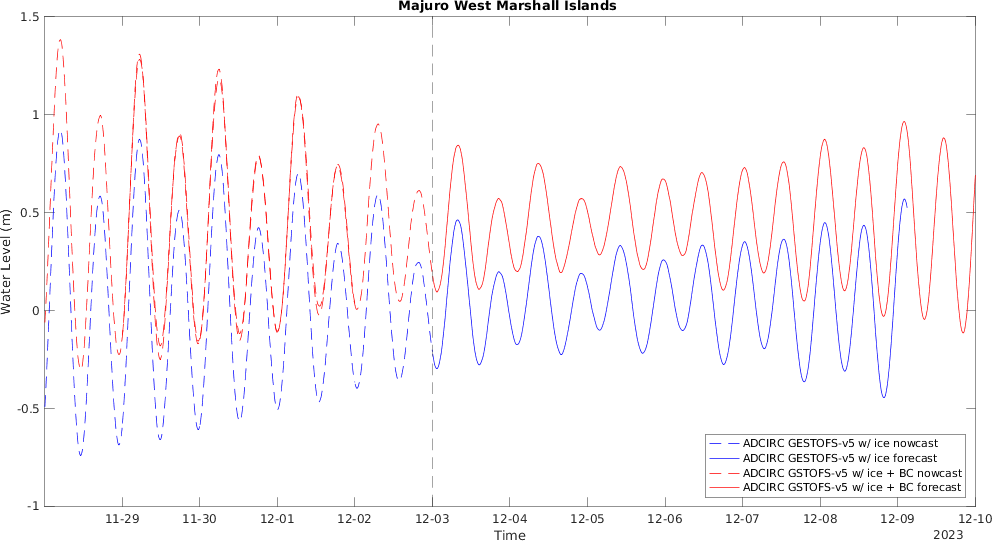 Majuro West Marshall Islands
1.5
1
0.5
0
-0.5
-1
Water Level (m)
11-29
11-30
12-01
12-02
12-03
12-04
12-05
12-06
12-07
12-08
12-09
12-10
Time
2023
ADCIRC GESTOFS-v5 w/ ice nowcast
ADCIRC GESTOFS-v5 w/ ice forecast
ADCIRC GSTOFS-v5 w/ ice + BC nowcast
ADCIRC GSTOFS-v5 w/ ice + BC forecast